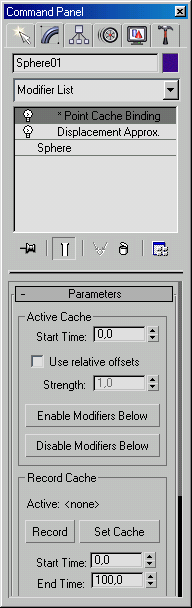 Command Panel
Sphere01
Modifier List
* Point Cache Binding
Displacement Approx.
Sphere
- Parameters
Active Cache
Start Time: 0,0
Use relative offsets
Strength: 1,0
Enable Modifiers Below
Disable Modifiers Below
Record Cache
Active: <none>
Record Set Cache
Start Time: 0,0
End Time: 100,0